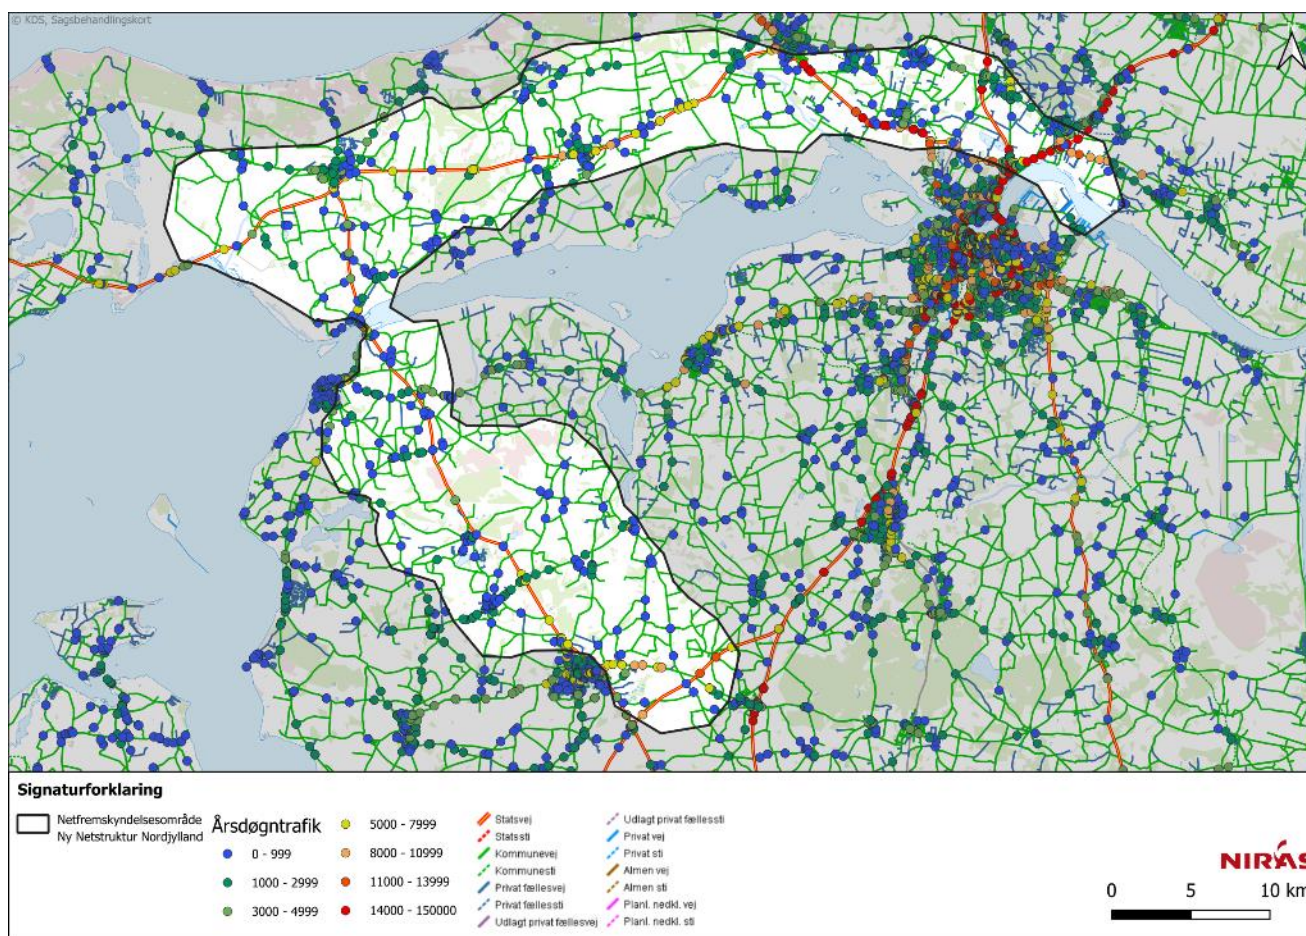 © KDS, Sagsbehandlingskort
Signaturforklaring
Netfremskyndelsesområde
Ny Netstruktur Nordjylland
Årsdøgntrafik
0 - 999
1000 - 2999
3000 - 4999
5000 - 7999
8000 - 10999
11000 - 13999
14000 - 150000
Statsvej
Statssti
Kommunevej
Kommunesti
Privat fællesvej
Privat fællessti
Udlagt privat fællesvej
Udlagt privat fællessti
Privat vej
Privat sti
Almen vej
Almen sti
Planl. nedkl. vej
Planl. nedkl. sti
NIRAS
0 5 10 km